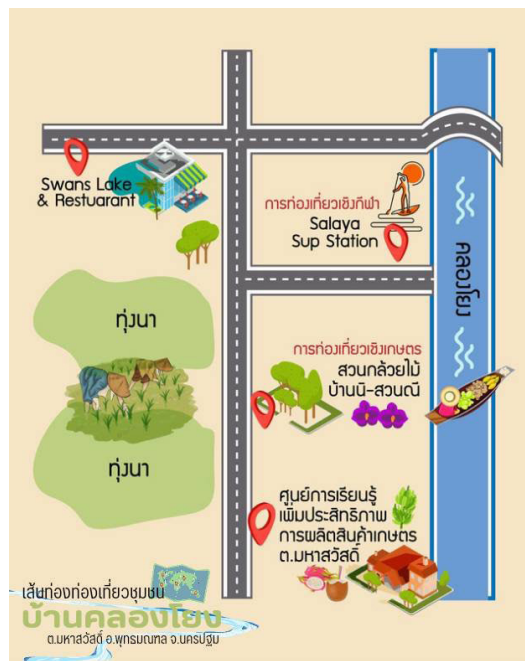 Swans Lake
& Restuarant
การท่องเที่ยวเชิงกีฬา
Salaya
Sup Station
คลองโยง
ทุ่งนา
การท่องเที่ยวเชิงเกษตร
สวนกล้วยไม้
บ้านนิ-สวนณี
ทุ่งนา
ศูนย์การเรียนรู้
เพิ่มประสิทธิภาพ
การผลิตสินค้าเกษตร
ต.มหาสวัสดิ์
เส้นท่องท่องเที่ยวชุมชน
บ้านคลองโยง
ต.มหาสวัสดิ์ อ.พุทธมณฑล จ.นครปฐม